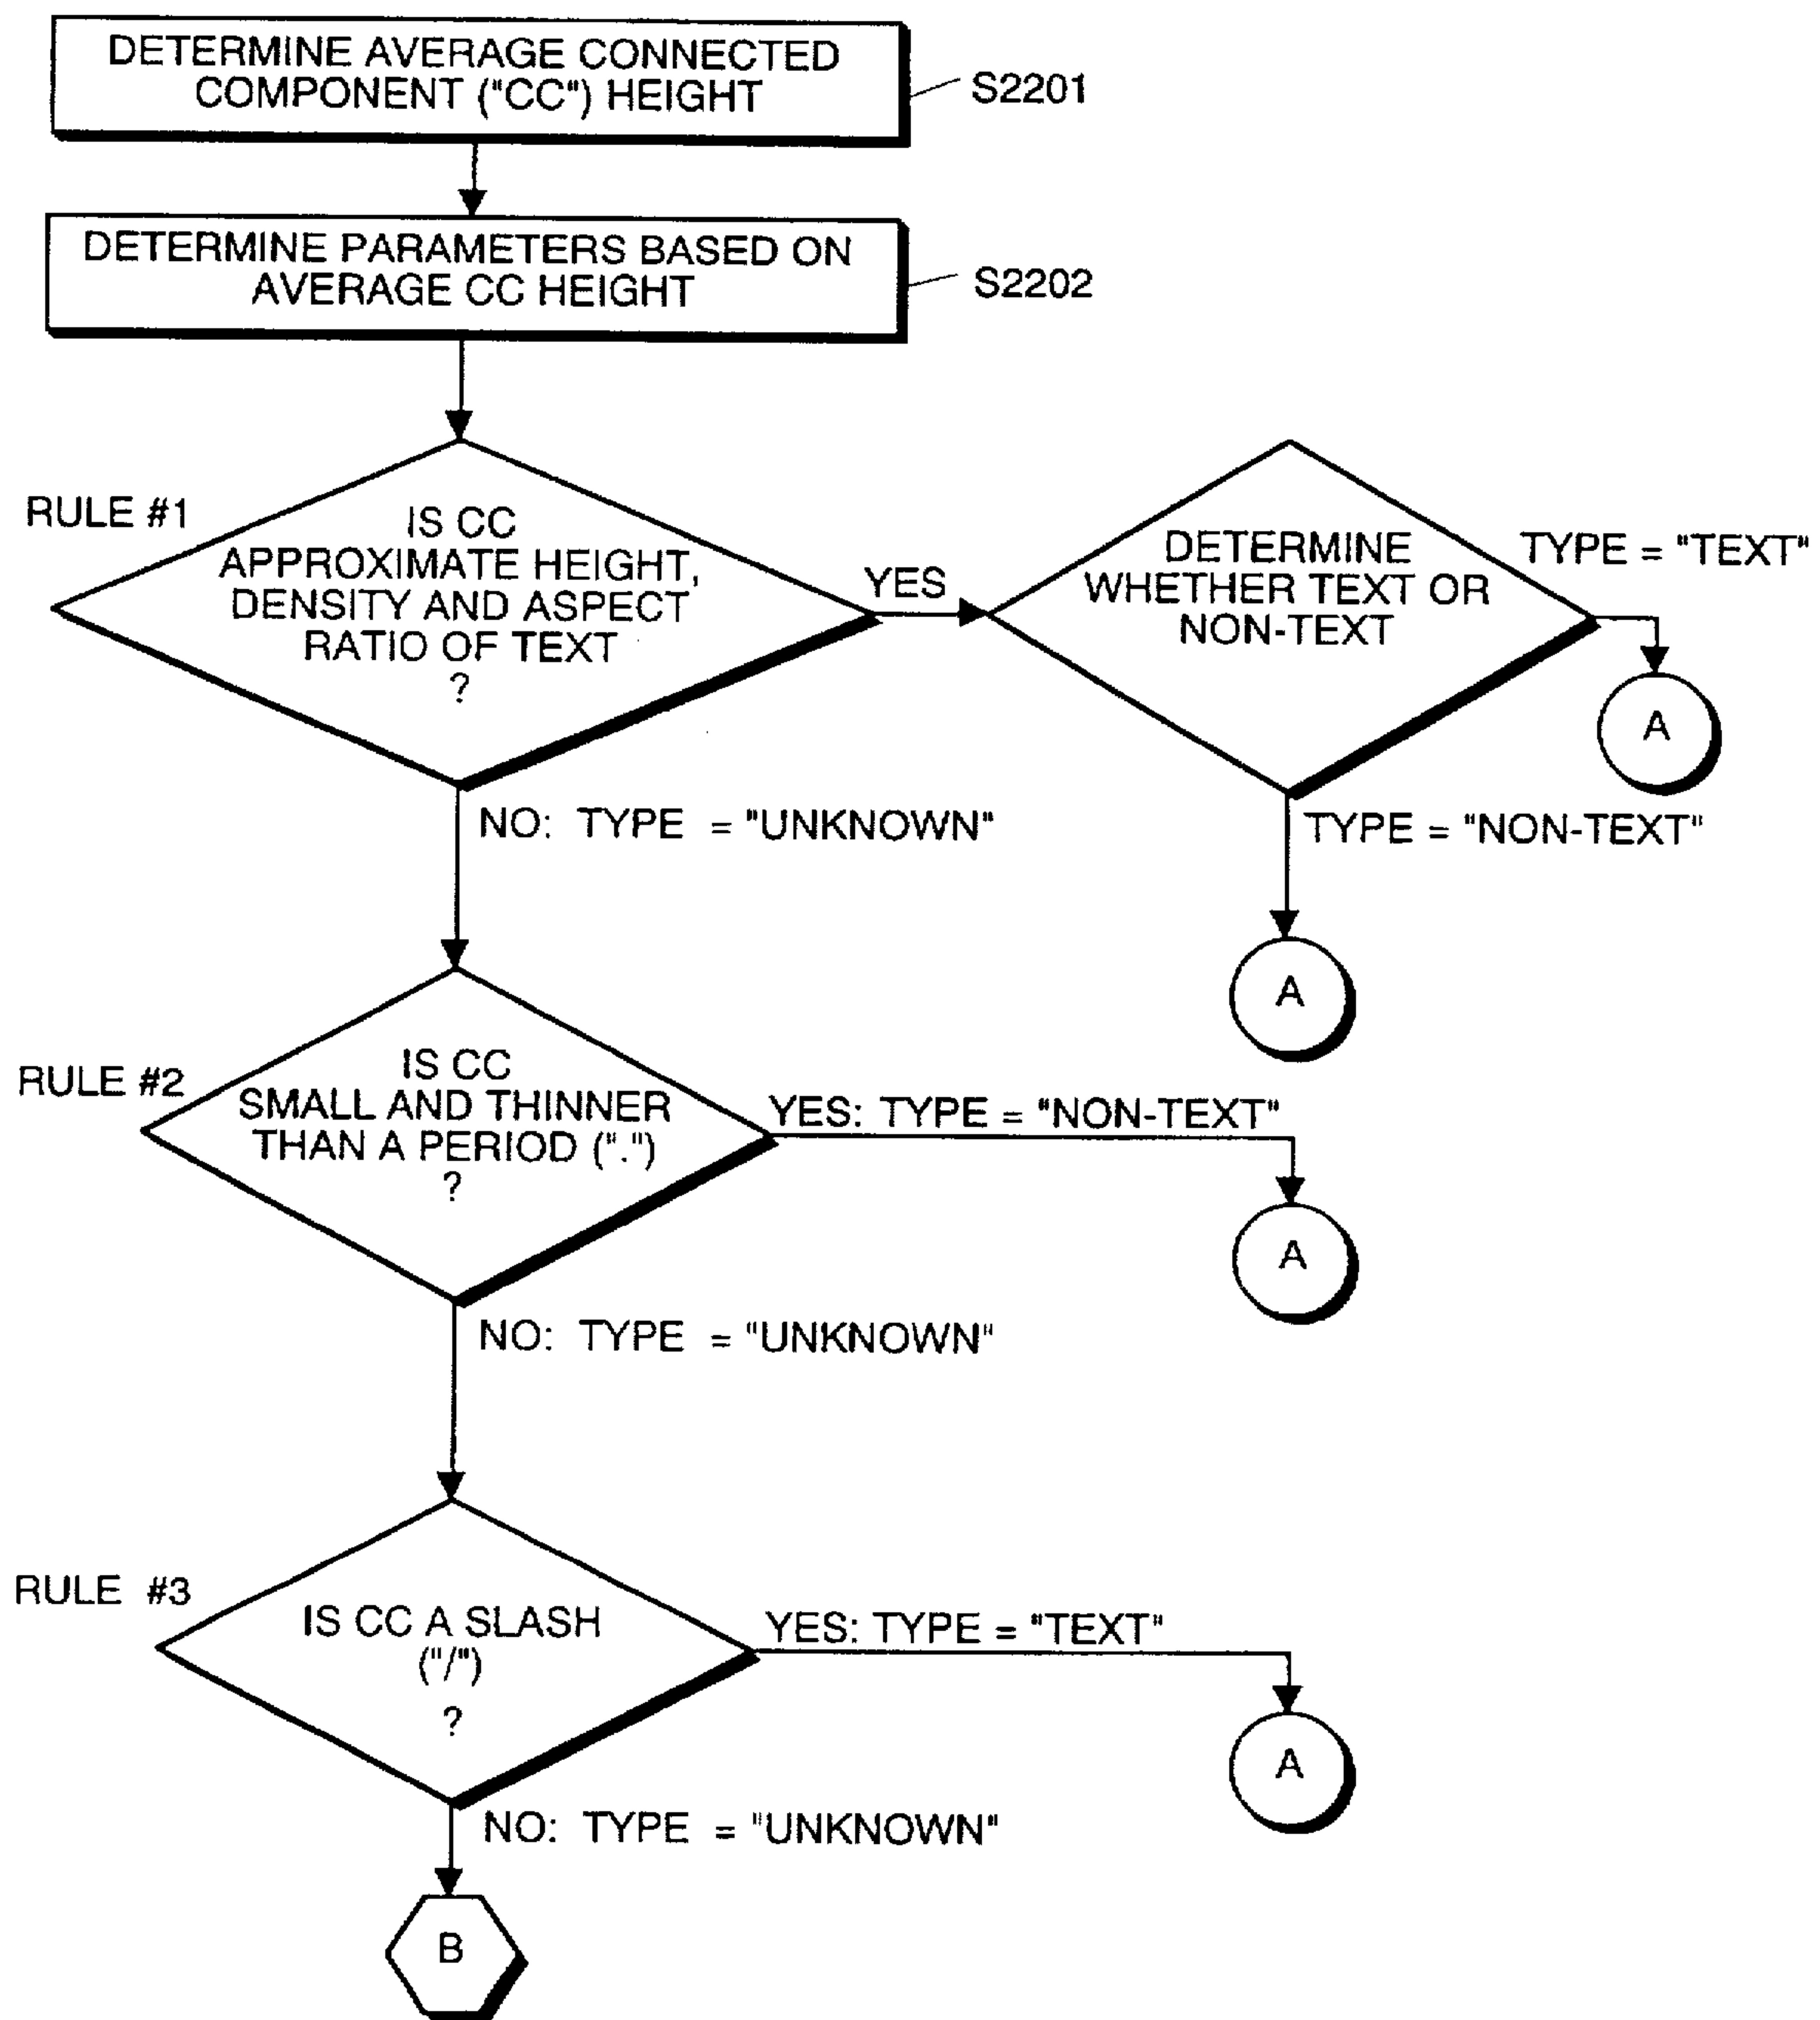 DETERMINE AVERAGE CONNECTED
COMPONENT ("CC") HEIGHT
S2201
DETERMINE PARAMETERS BASED ON
AVERAGE CC HEIGHT
S2202
RULE #1
IS CC
APPROXIMATE HEIGHT,
DENSITY AND ASPECT
RATIO OF TEXT
?
YES
DETERMINE
WHETHER TEXT OR
NON-TEXT
TYPE = "TEXT"
A
NO: TYPE = "UNKNOWN"
TYPE = "NON-TEXT"
A
RULE #2
IS CC
SMALL AND THINNER
THAN A PERIOD (".")
?
YES: TYPE = "NON-TEXT"
A
NO: TYPE = "UNKNOWN"
RULE #3
IS CC A SLASH
("/")
?
YES: TYPE = "TEXT"
A
NO: TYPE = "UNKNOWN"
B